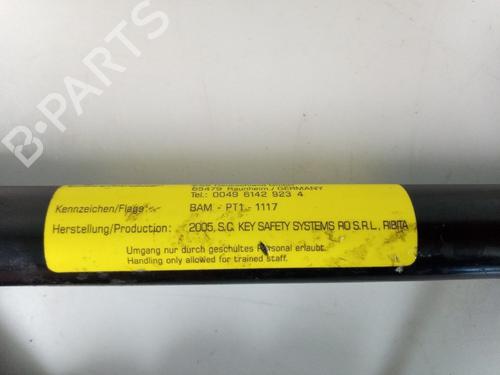 65479 Raunheim / GERMANY
Tel.: 0049 6142 923 4
Kennzeichen/Flags: BAM - PT1 - 1117
Herstellung/Production: 2005, S.C. KEY SAFETY SYSTEMS RO S.R.L., RIBITA
Umgang nur durch geschultes Personal erlaubt.
Handling only allowed for trained staff.
B-PARTS